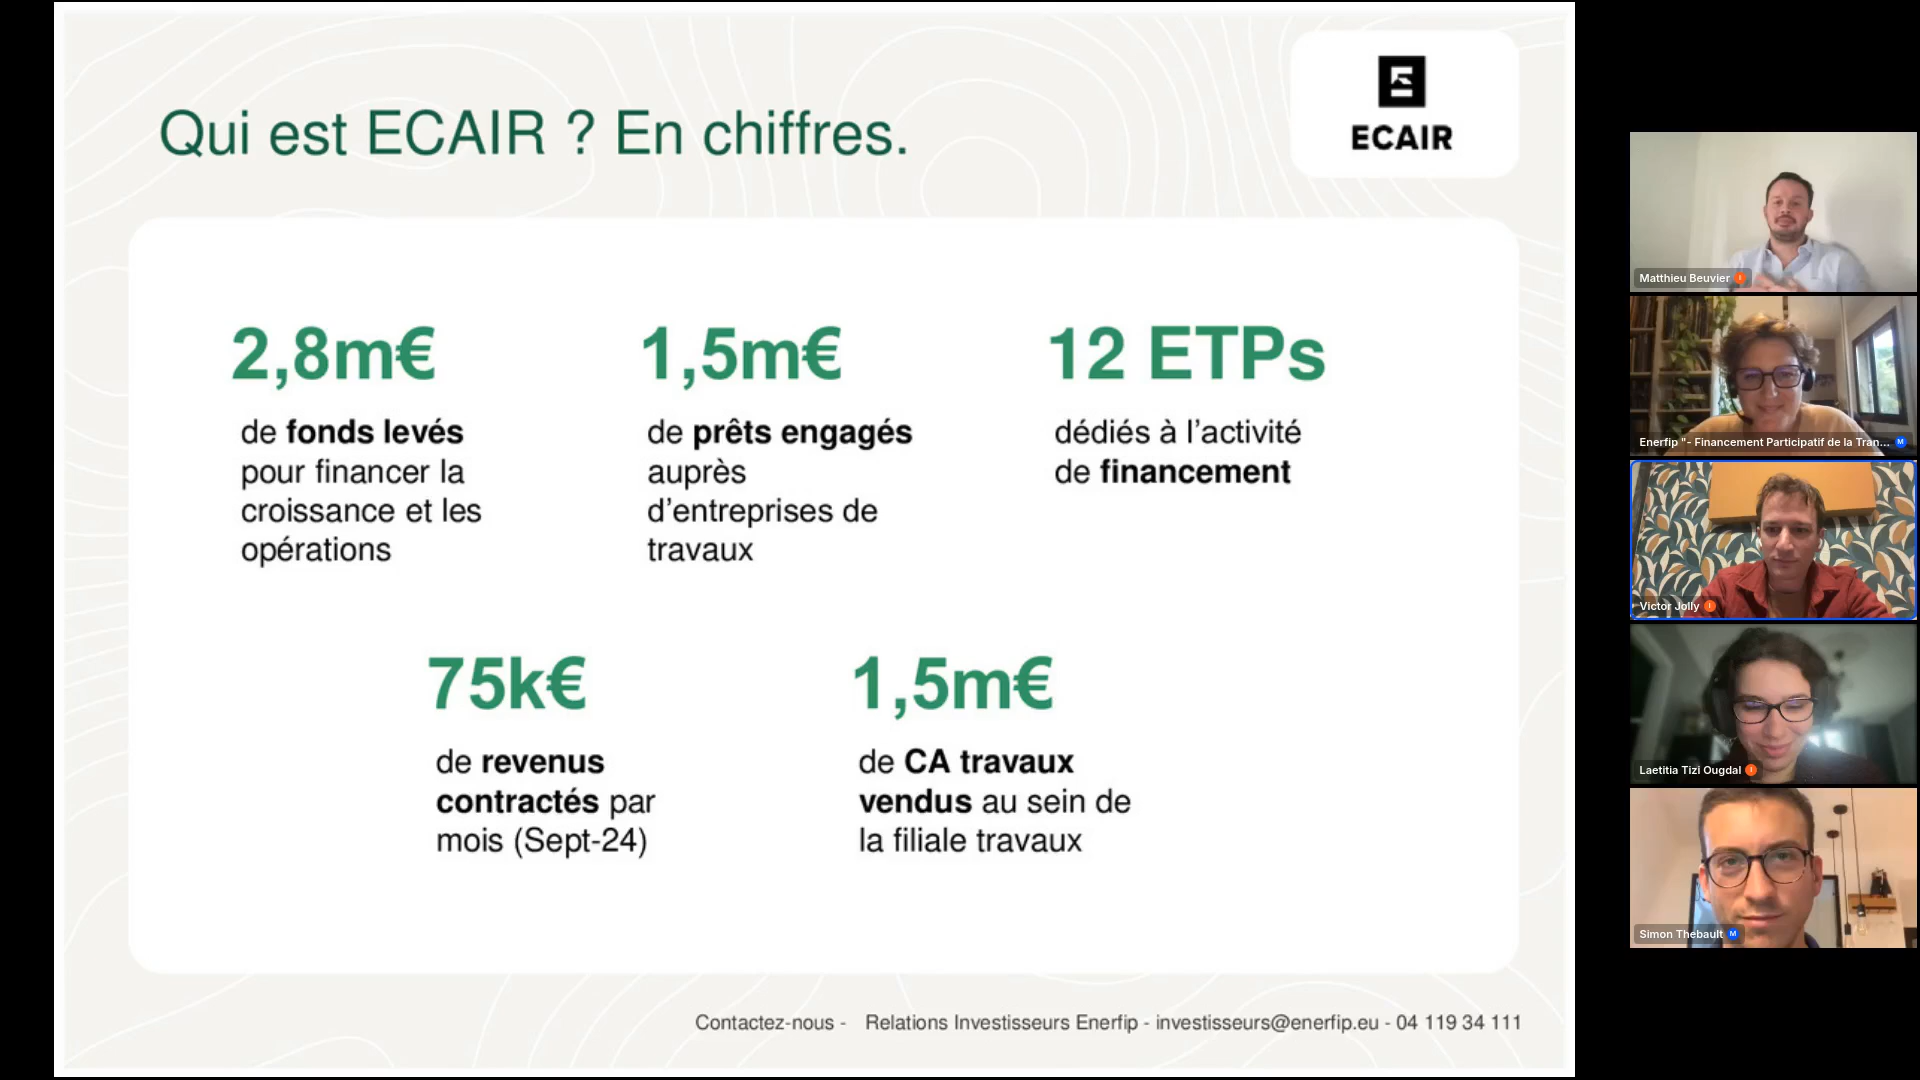 Qui est ECAIR ? En chiffres.
ECAIR
2,8m€
de fonds levés
pour financer la
croissance et les
opérations
1,5m€
de prêts engagés
auprès
d’entreprises de
travaux
12 ETPs
dédiés à l’activité
de financement
75k€
de revenus
contractés par
mois (Sept-24)
1,5m€
de CA travaux
vendus au sein de
la filiale travaux
Contactez-nous - Relations Investisseurs Enerfip - investisseurs@enerfip.eu - 04 119 34 111
Matthieu Beuvier I
Enerfip "- Financement Participatif de la Tran... M
Victor Jolly I
Laetitia Tizi Ougdal I
Simon Thebault M